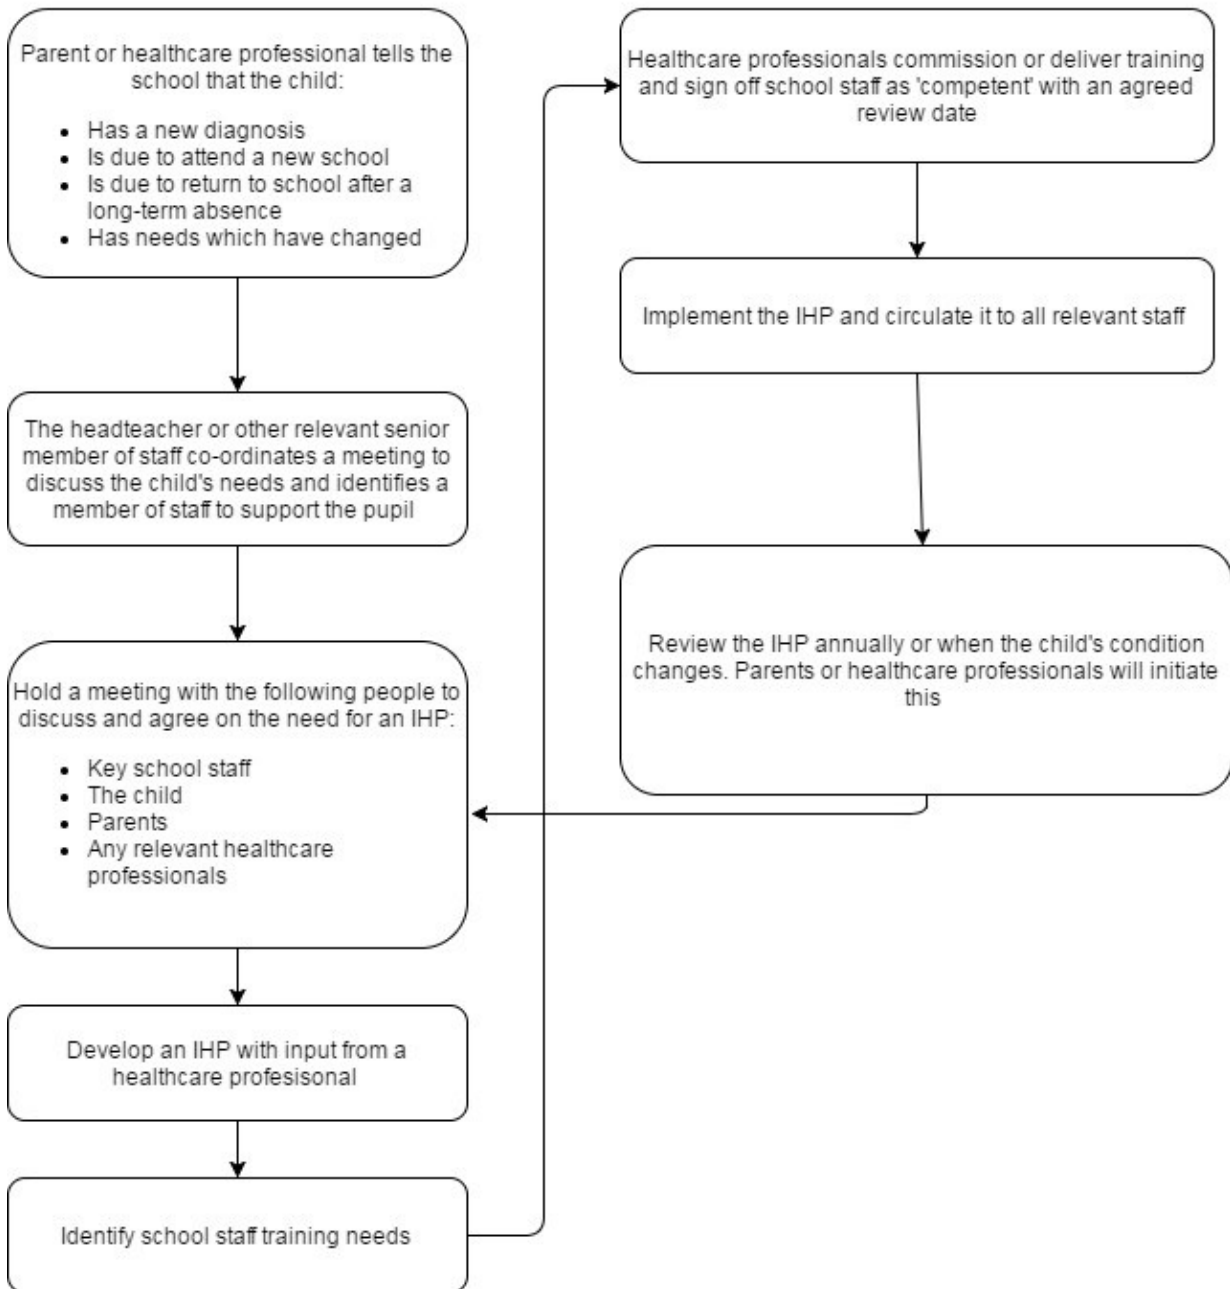 Parent or healthcare professional tells the
school that the child:
• Has a new diagnosis
• Is due to attend a new school
• Is due to return to school after a
long-term absence
• Has needs which have changed
The headteacher or other relevant senior
member of staff co-ordinates a meeting to
discuss the child's needs and identifies a
member of staff to support the pupil
Hold a meeting with the following people to
discuss and agree on the need for an IHP:
• Key school staff
• The child
• Parents
• Any relevant healthcare
professionals
Develop an IHP with input from a
healthcare profesisonal
Identify school staff training needs
Healthcare professionals commission or deliver training
and sign off school staff as 'competent' with an agreed
review date
Implement the IHP and circulate it to all relevant staff
Review the IHP annually or when the child's condition
changes. Parents or healthcare professionals will initiate
this